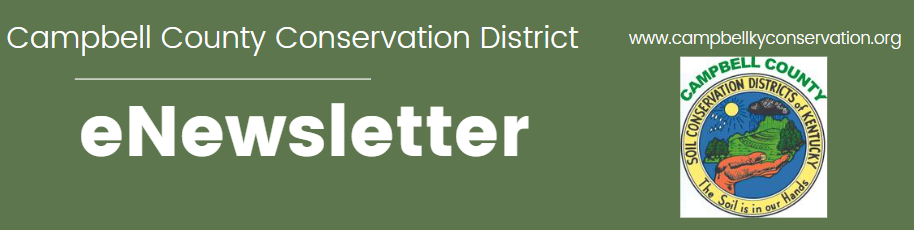 Campbell County Conservation District
www.campbellkyconservation.org
eNewsletter
CAMPBELL COUNTY
SOIL CONSERVATION DISTRICTS of KENTUCKY
The Soil is in our Hands